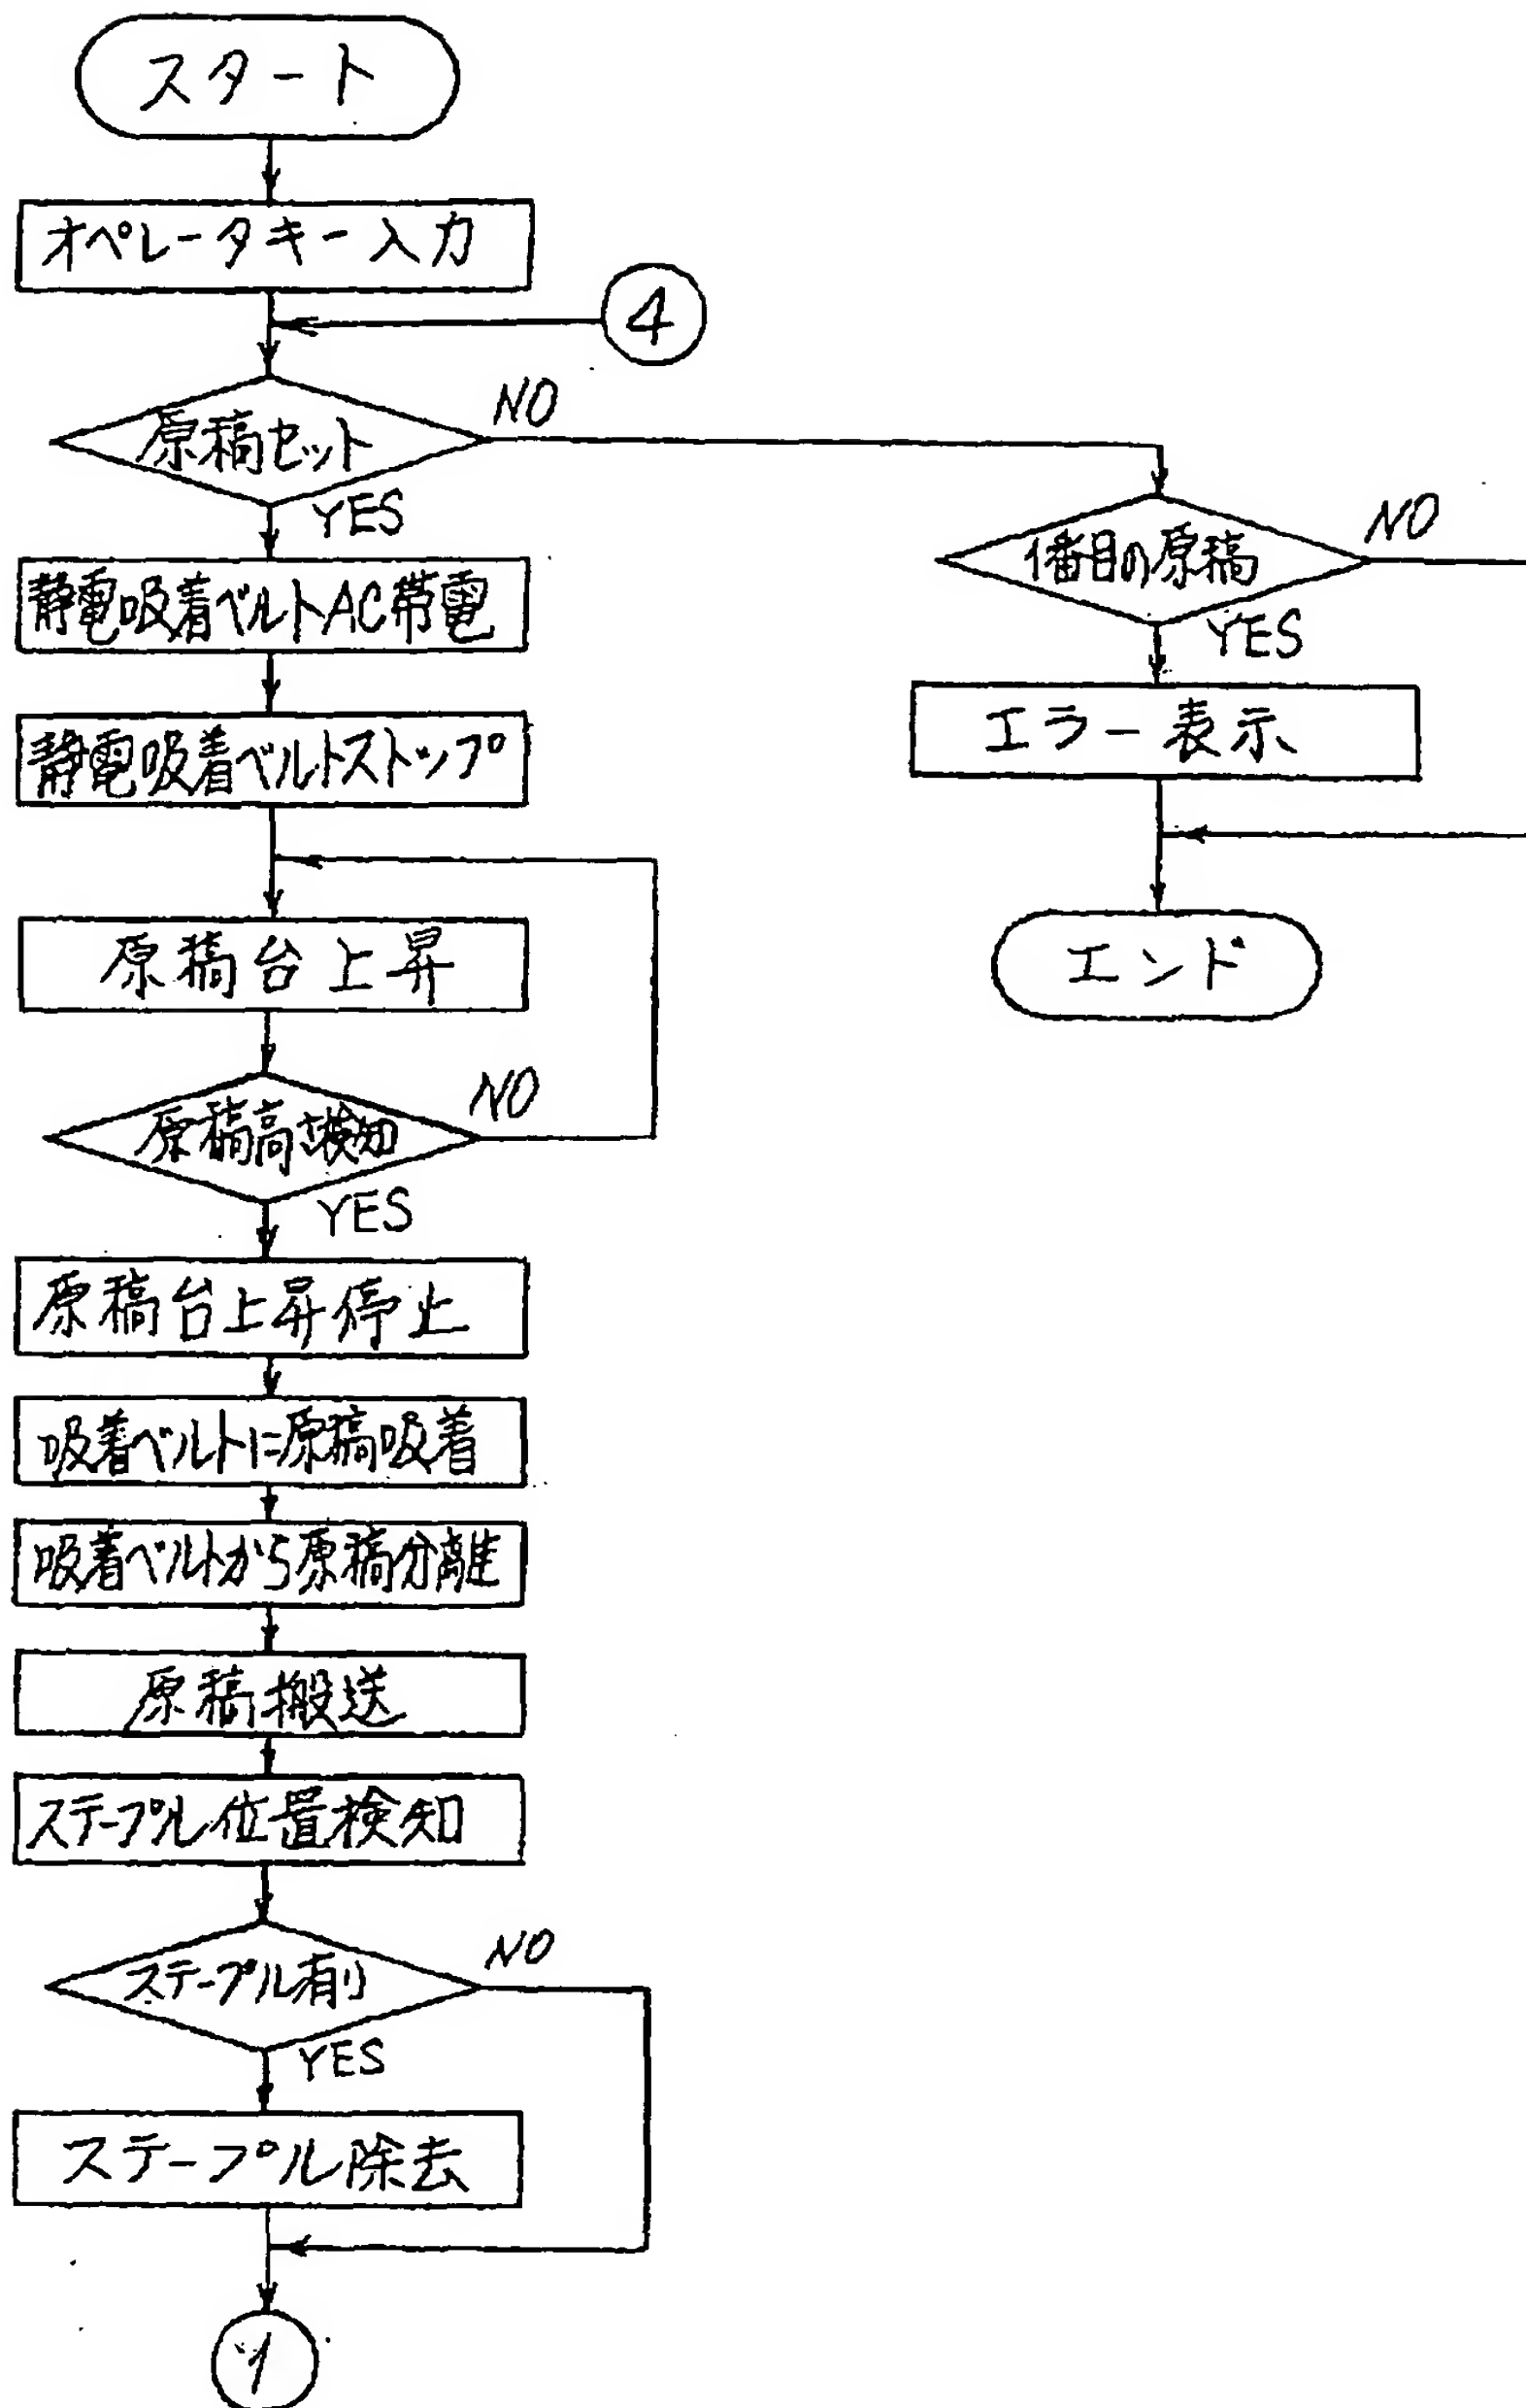 スタート
オペレータキー入力
4
原稿セット
NO
YES
静電吸着ベルトAC帯電
静電吸着ベルトストップ
原稿台上昇
原稿高さ検知
NO
YES
原稿台上昇停止
吸着ベルトに原稿吸着
吸着ベルトから原稿分離
原稿搬送
ステープル位置検知
ステープル有り
NO
YES
ステープル除去
1
1番目の原稿
NO
YES
エラー表示
エンド